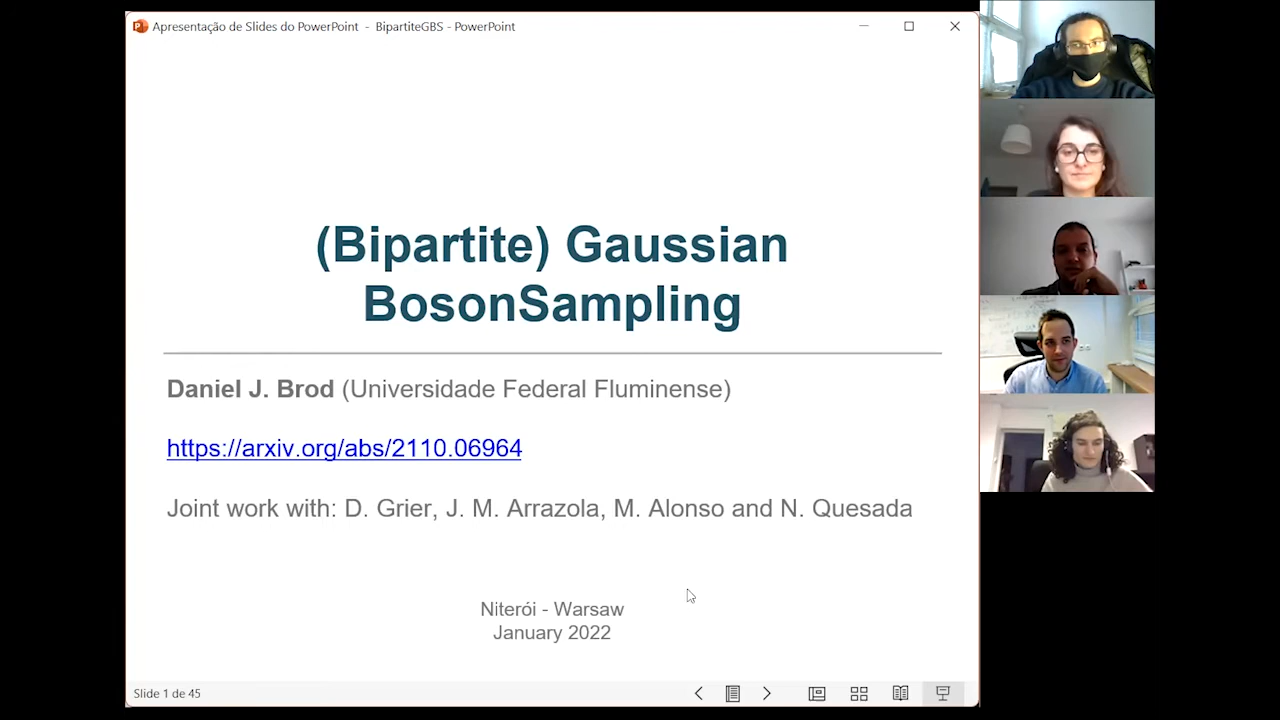 Apresentação de Slides do PowerPoint - BipartiteGBS - PowerPoint
(Bipartite) Gaussian
BosonSampling
Daniel J. Brod (Universidade Federal Fluminense)
https://arxiv.org/abs/2110.06964
Joint work with: D. Grier, J. M. Arrazola, M. Alonso and N. Quesada
Niterói - Warsaw
January 2022
Slide 1 de 45